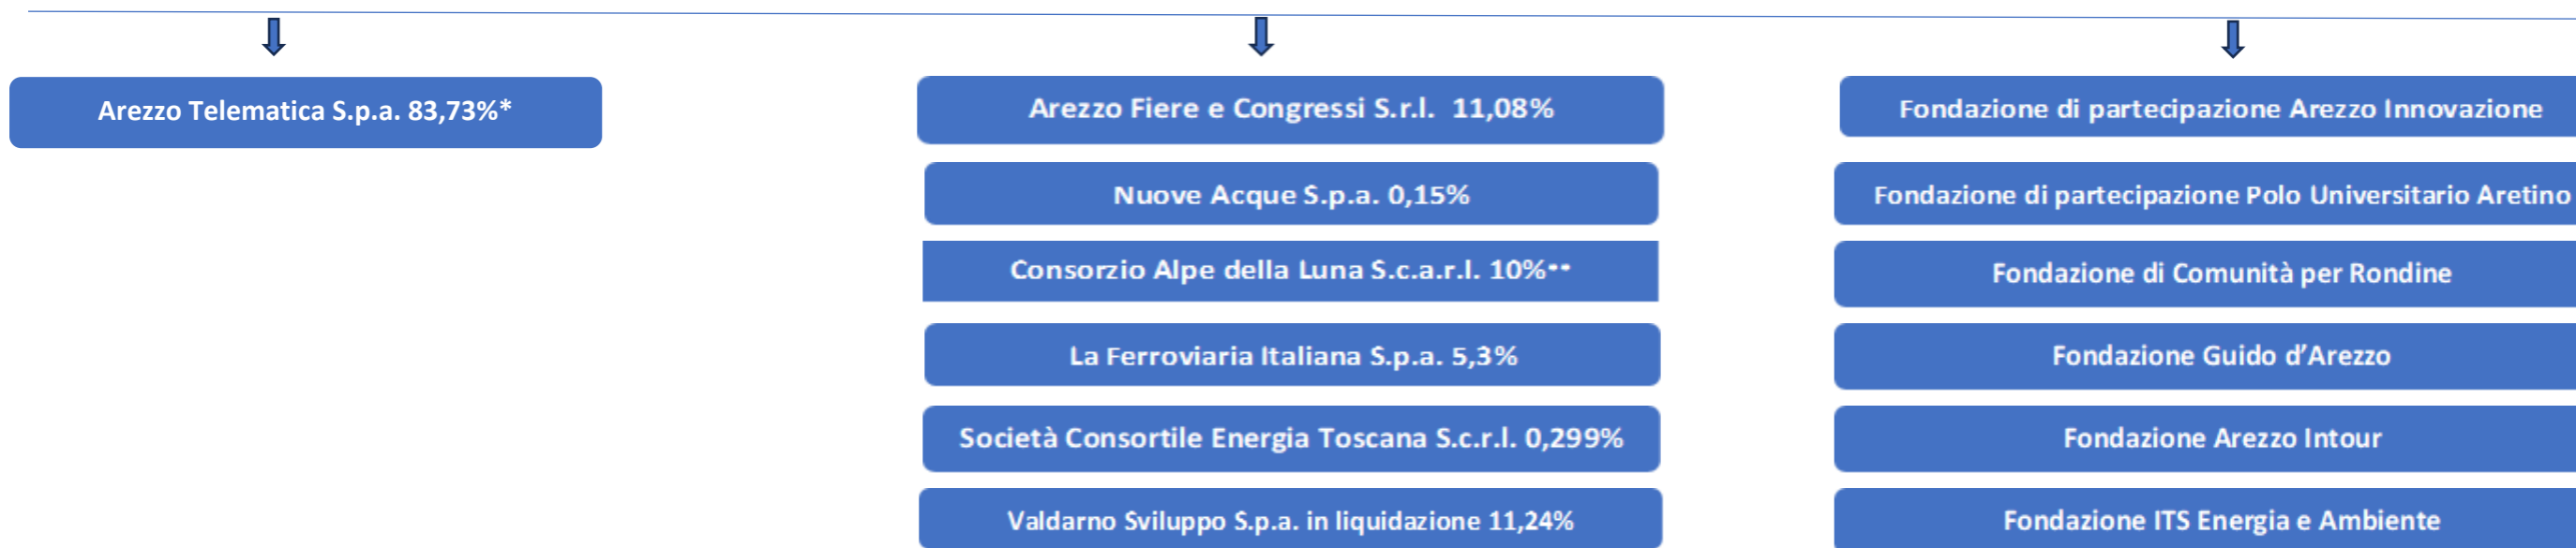 Arezzo Telematica S.p.a. 83,73%*
Arezzo Fiere e Congressi S.r.l. 11,08%
Nuove Acque S.p.a. 0,15%
Consorzio Alpe della Luna S.c.a.r.l. 10%**
La Ferroviaria Italiana S.p.a. 5,3%
Società Consortile Energia Toscana S.c.r.l. 0,299%
Valdarno Sviluppo S.p.a. in liquidazione 11,24%
Fondazione di partecipazione Arezzo Innovazione
Fondazione di partecipazione Polo Universitario Aretino
Fondazione di Comunità per Rondine
Fondazione Guido d’Arezzo
Fondazione Arezzo Intour
Fondazione ITS Energia e Ambiente